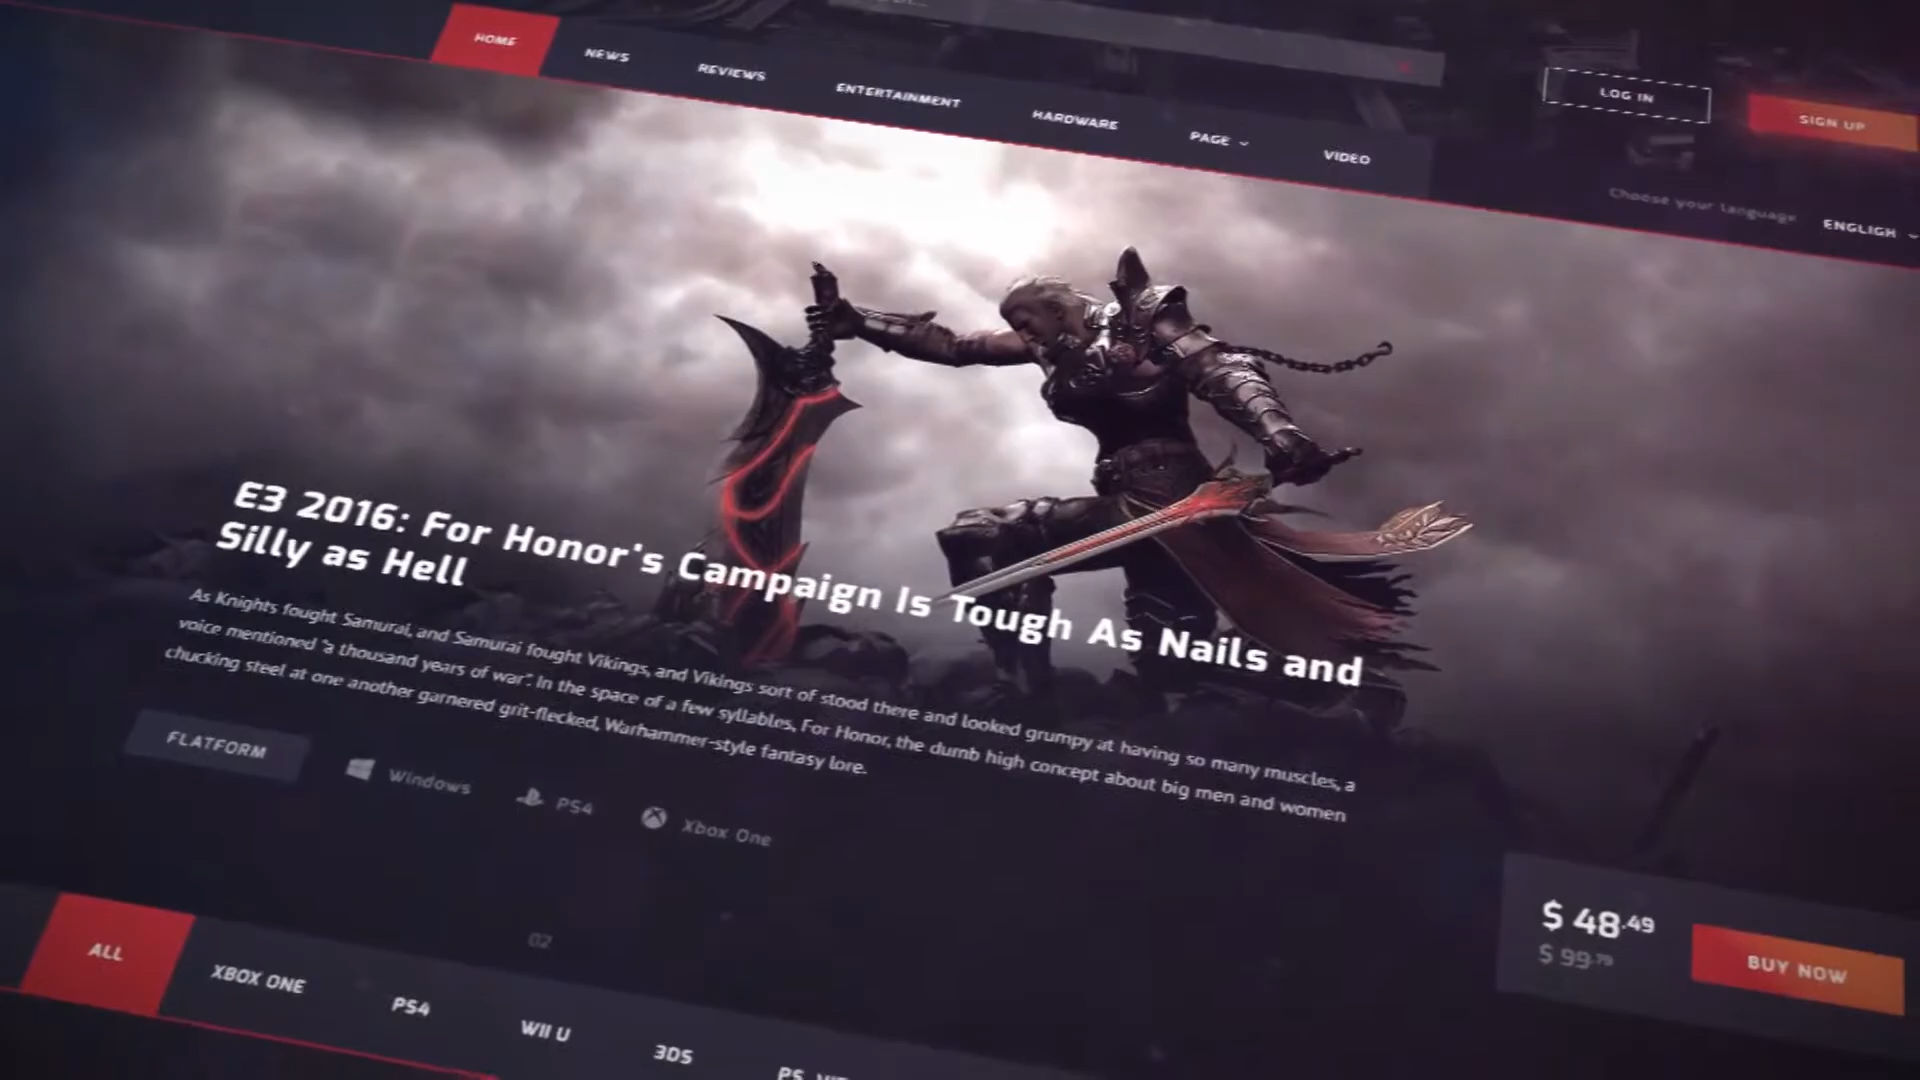 HOME
NEWS
REVIEWS
ENTERTAINMENT
HARDWARE
PAGE
VIDEO
LOG IN
SIGN UP
Choose your language
ENGLIGH
E3 2016: For Honor's Campaign Is Tough As Nails and
Silly as Hell
As Knights fought Samurai, and Samurai fought Vikings, and Vikings sort of stood there and looked grumpy at having so many muscles, a
voice mentioned "a thousand years of war". In the space of a few syllables, For Honor, the dumb high concept about big men and women
chucking steel at one another garnered grit-flecked, Warhammer-style fantasy lore.
FLATFORM
Windows
PS4
Xbox One
02
$ 48.49
$ 99.79
BUY NOW
ALL
XBOX ONE
PS4
WII U
3DS
PS